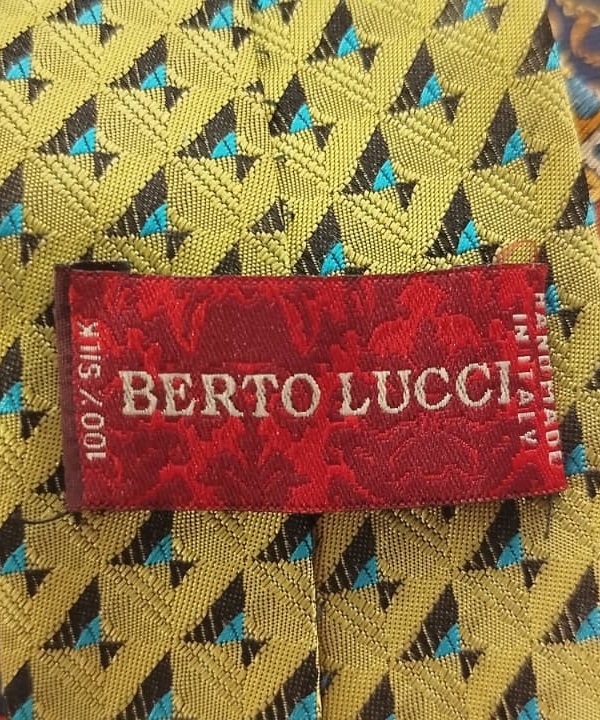 100% SILK
BERTO LUCCI
HANDMADE
IN ITALY